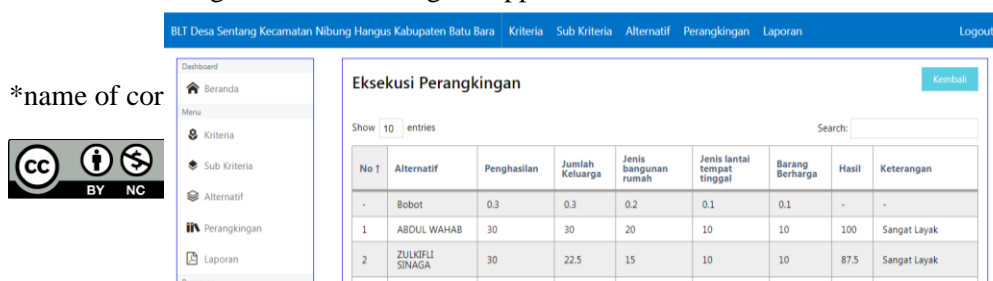 BLT Desa Sentang Kecamatan Nibung Hangus Kabupaten Batu Bara Kriteria Sub Kriteria Alternatif Perangkingan Laporan Logout
*name of cor
CC BY NC
Dashboard
Beranda
Menu
Kriteria
Sub Kriteria
Alternatif
Perangkingan
Laporan
Eksekusi Perangkingan
Kembali
Show 10 entries
Search:
No ↑ Alternatif Penghasilan Jumlah Keluarga Jenis bangunan rumah Jenis lantai tempat tinggal Barang Berharga Hasil Keterangan
- Bobot 0.3 0.3 0.2 0.1 0.1 - -
1 ABDUL WAHAB 30 30 20 10 10 100 Sangat Layak
2 ZULKIFLI SINAGA 30 22.5 15 10 10 87.5 Sangat Layak